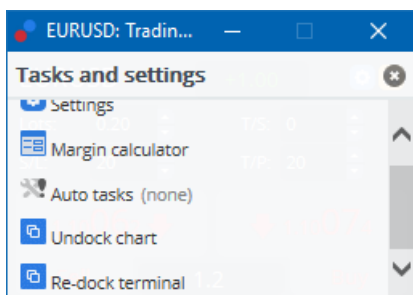 EURUSD: Tradin...
Tasks and settings
Settings
Margin calculator
Auto tasks (none)
Undock chart
Re-dock terminal